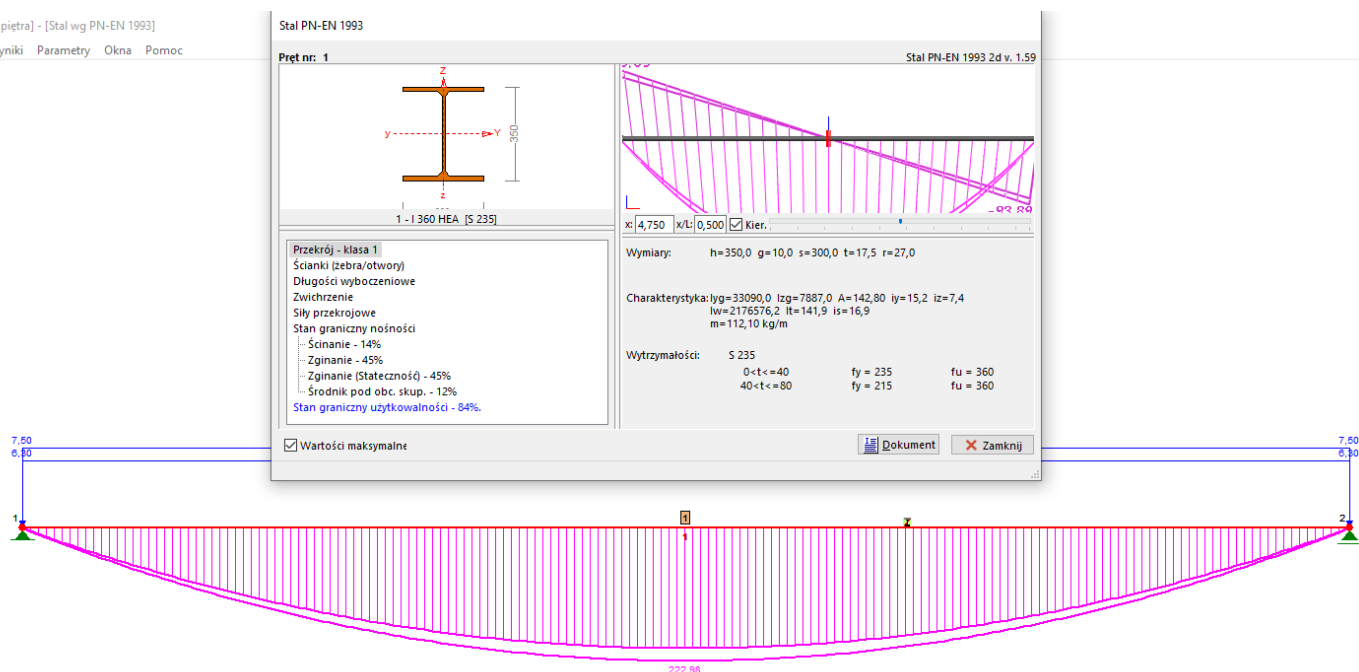 piętra] - [Stal wg PN-EN 1993]
yniki Parametry Okna Pomoc
Stal PN-EN 1993
Pręt nr: 1
Stal PN-EN 1993 2d v. 1.59
Z
y
Y
350
z
1 - I 360 HEA [S 235]
-93,89
x: 4,750 x/L: 0,500 Kier.
Przekrój - klasa 1
Ścianki (żebra/otwory)
Długości wyboczeniowe
Zwichrzenie
Siły przekrojowe
Stan graniczny nośności
Ścinanie - 14%
Zginanie - 45%
Zginanie (Stateczność) - 45%
Środnik pod obc. skup. - 12%
Stan graniczny użytkowalności - 84%.
Wymiary: h=350,0 g=10,0 s=300,0 t=17,5 r=27,0
Charakterystyka: Iyg=33090,0 Izg=7887,0 A=142,80 iy=15,2 iz=7,4
Iw=2176576,2 It=141,9 is=16,9
m=112,10 kg/m
Wytrzymałości: S 235
0<t<=40 fy = 235 fu = 360
40<t<=80 fy = 215 fu = 360
Wartości maksymalne
Dokument
Zamknij
7,50
7,50
6,30
6,30
1
1
2
1
222,96